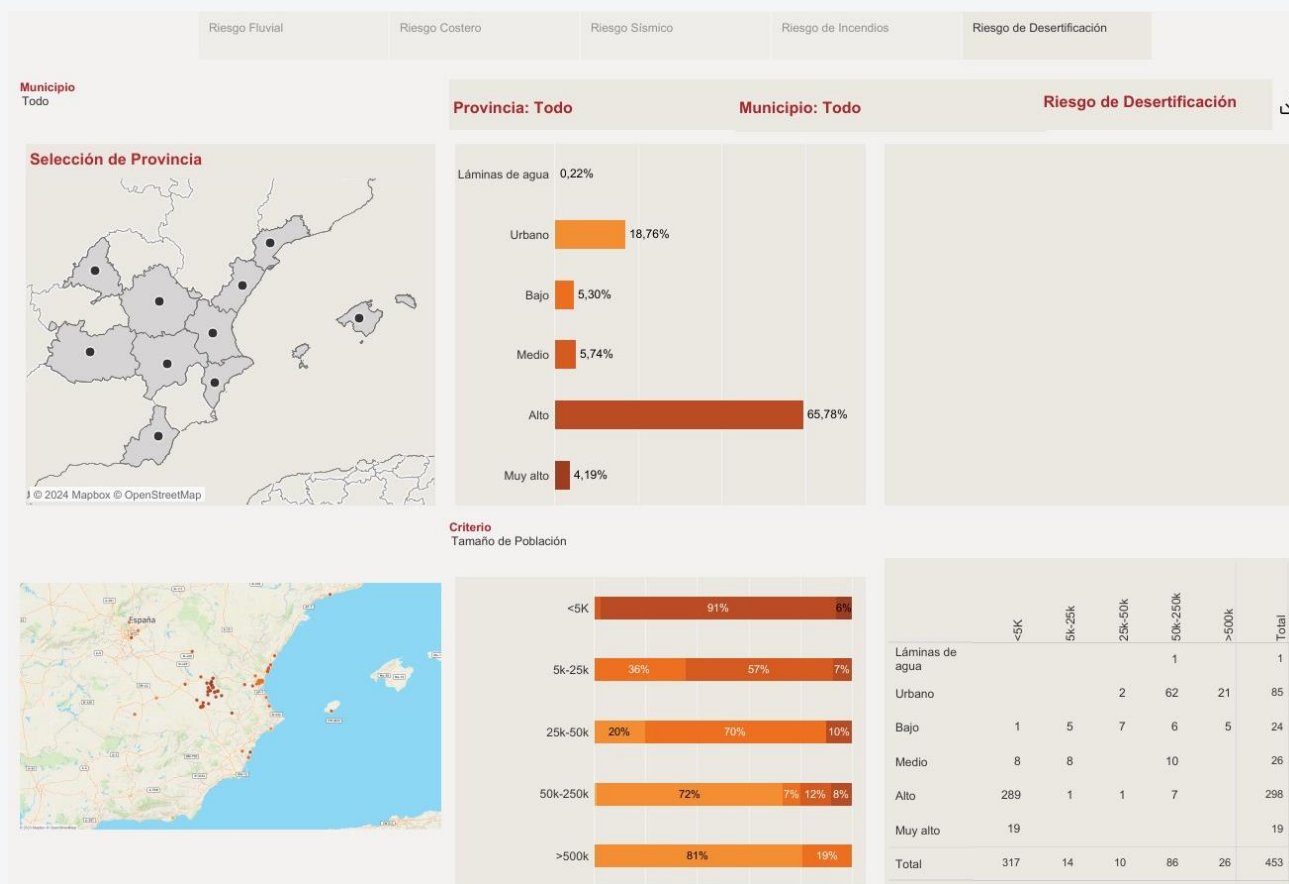 Riesgo Fluvial
Riesgo Costero
Riesgo Sísmico
Riesgo de Incendios
Riesgo de Desertificación
Municipio
Todo
Provincia: Todo
Municipio: Todo
Riesgo de Desertificación
Selección de Provincia
© 2024 Mapbox © OpenStreetMap
Láminas de agua 0,22%
Urbano 18,76%
Bajo 5,30%
Medio 5,74%
Alto 65,78%
Muy alto 4,19%
Criterio
Tamaño de Población
España
<5K 91% 6%
5k-25k 36% 57% 7%
25k-50k 20% 70% 10%
50k-250k 72% 7% 12% 8%
>500k 81% 19%
<5K 5k-25k 25k-50k 50k-250k >500k Total
Láminas de
agua 1 1
Urbano 2 62 21 85
Bajo 1 5 7 6 5 24
Medio 8 8 10 26
Alto 289 1 1 7 298
Muy alto 19 19
Total 317 14 10 86 26 453